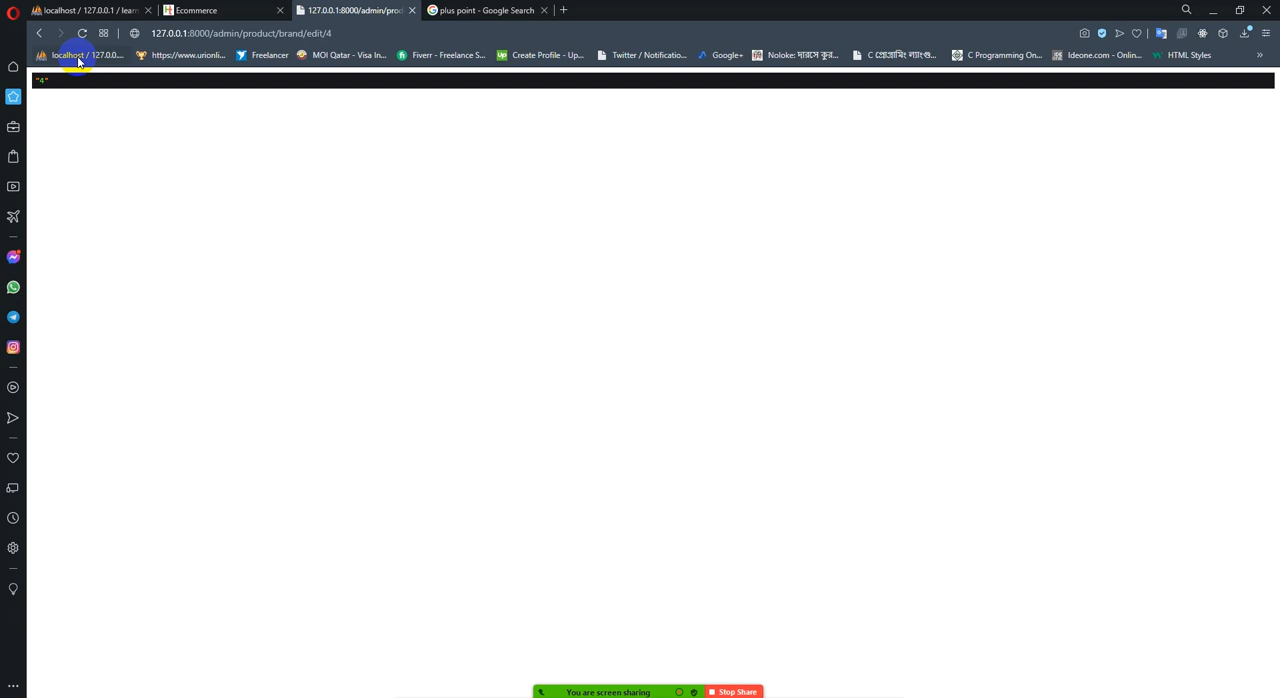 localhost / 127.0.0.1 / learn
Ecommerce
127.0.0.1:8000/admin/prod
plus point - Google Search
127.0.0.1:8000/admin/product/brand/edit/4
localhost / 127.0.0....
https://www.urionli...
Freelancer
MOI Qatar - Visa In...
Fiverr - Freelance S...
Create Profile - Up...
Twitter / Notificatio...
Google+
Noloke: দারসে কুর...
C প্রোগ্রামিং ল্যাংগু...
C Programming On...
Ideone.com - Onlin...
HTML Styles
"4"
You are screen sharing
Stop Share